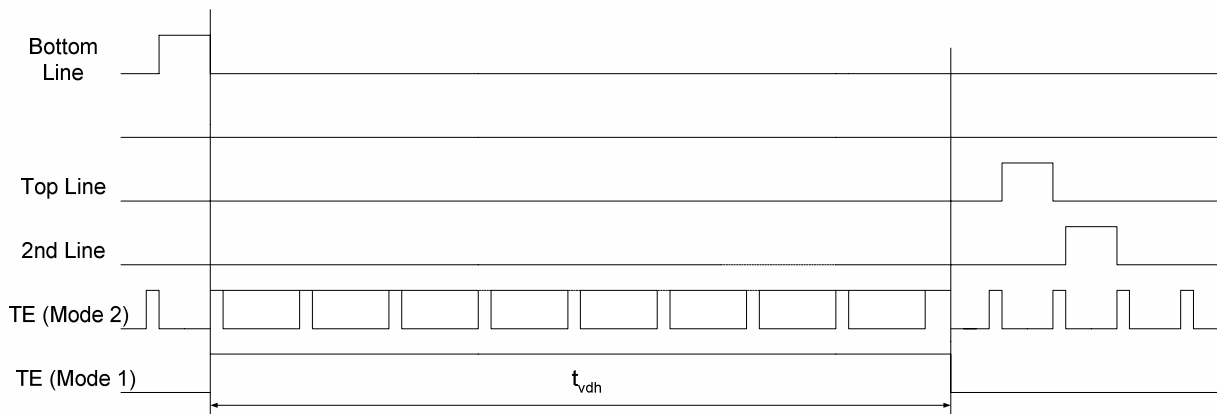 Bottom
Line
Top Line
2nd Line
TE (Mode 2)
TE (Mode 1)
tvdh